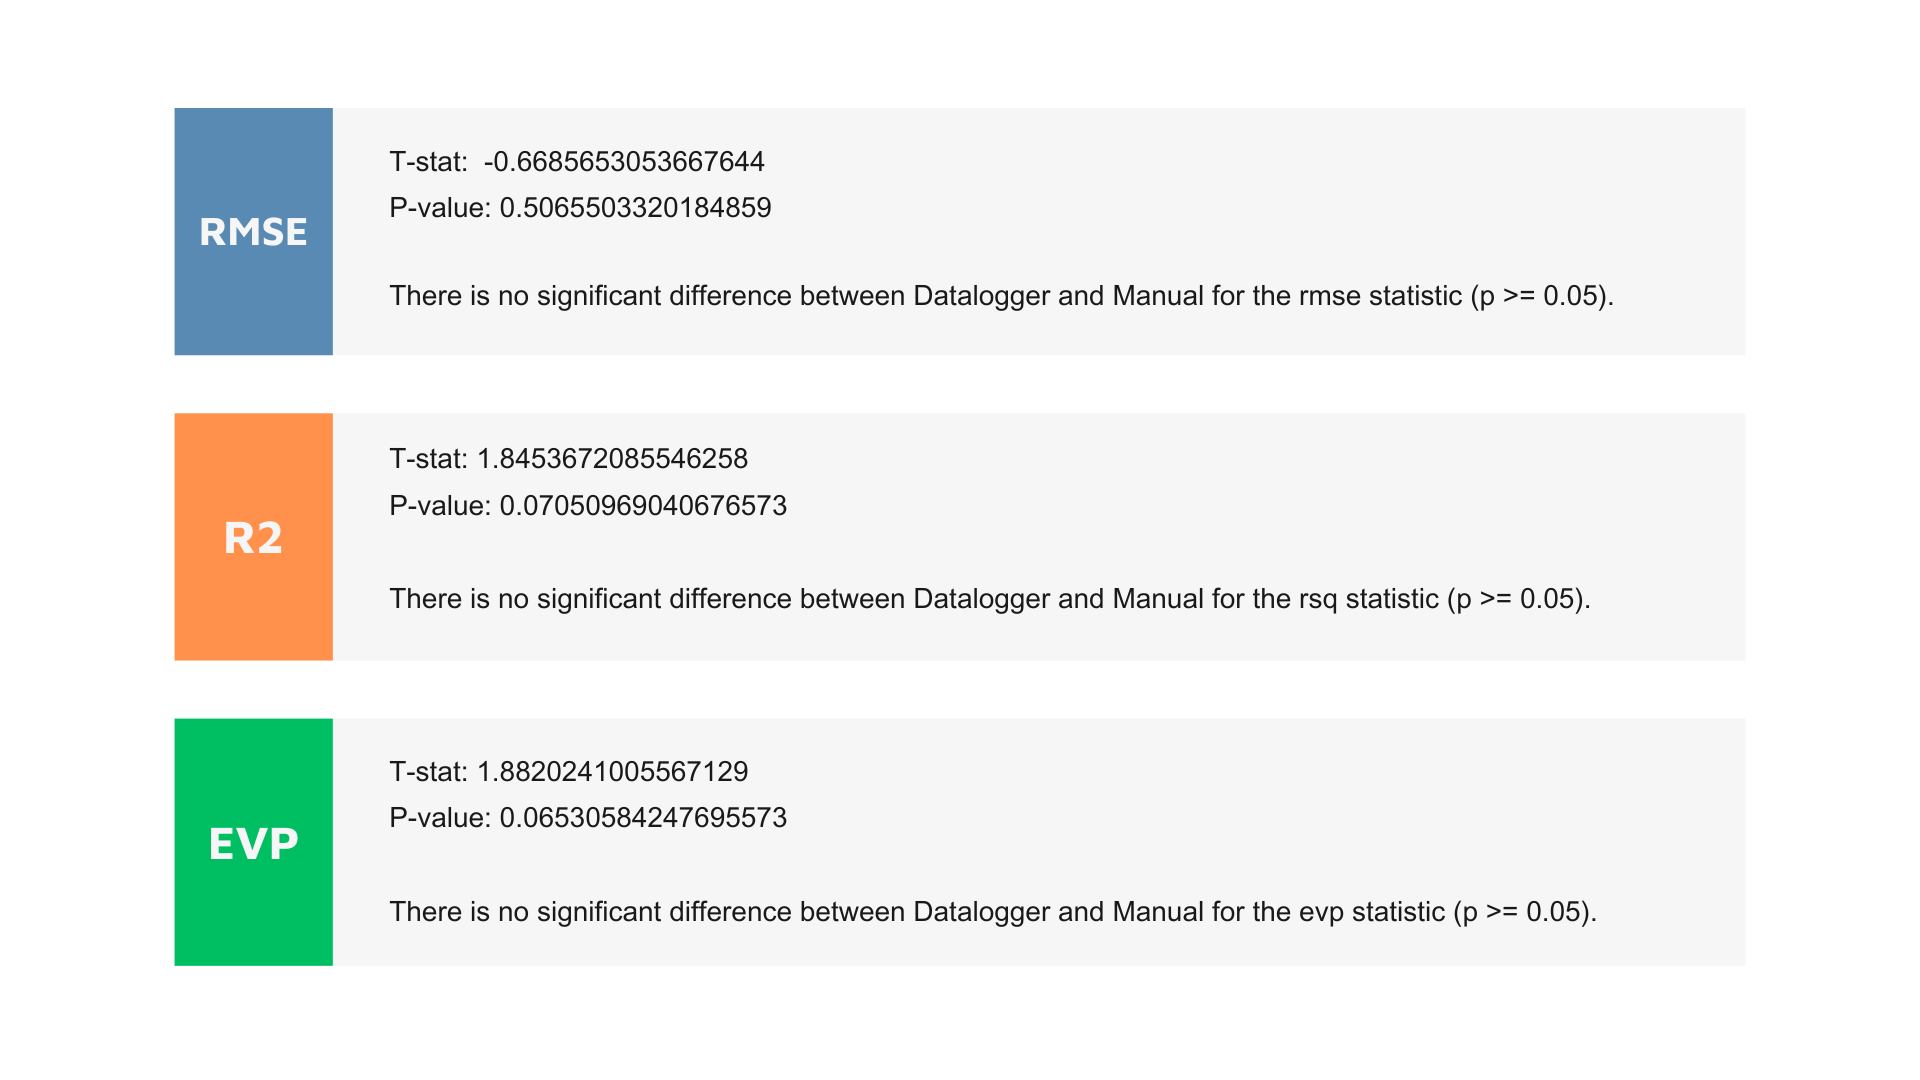 RMSE
T-stat:  -0.6685653053667644
P-value: 0.5065503320184859
There is no significant difference between Datalogger and Manual for the rmse statistic (p >= 0.05).
R2
T-stat: 1.8453672085546258
P-value: 0.07050969040676573
There is no significant difference between Datalogger and Manual for the rsq statistic (p >= 0.05).
EVP
T-stat: 1.8820241005567129
P-value: 0.06530584247695573
There is no significant difference between Datalogger and Manual for the evp statistic (p >= 0.05).